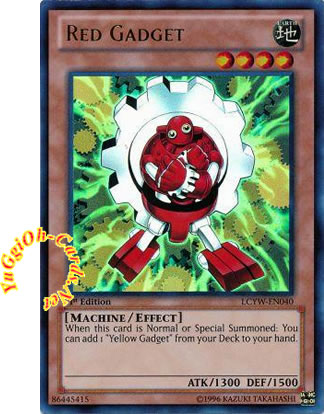 RED GADGET
EARTH
地
YuGgiOh-Cards.Net
1st Edition
LCYW-EN040
[MACHINE / EFFECT]
When this card is Normal or Special Summoned: You
can add 1 "Yellow Gadget" from your Deck to your hand.
ATK/1300 DEF/1500
86445415
©1996 KAZUKI TAKAHASHI